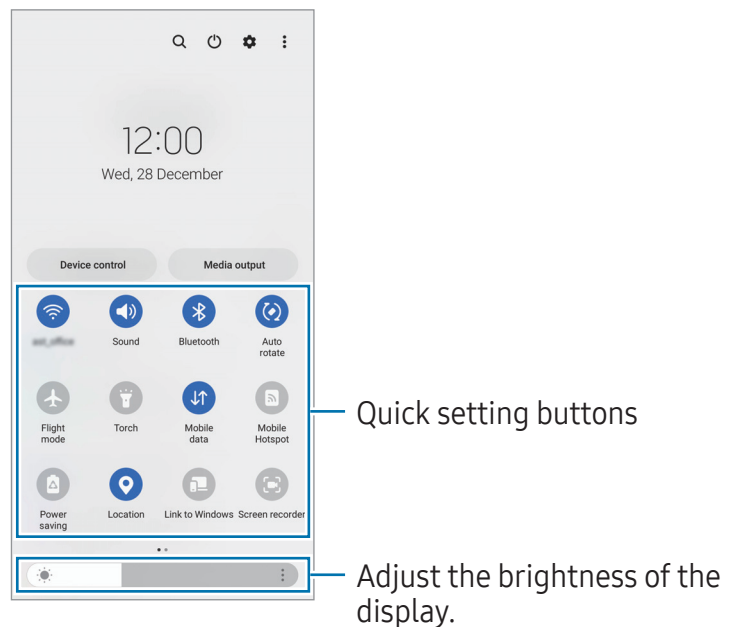 12:00
Wed, 28 December
Device control Media output
Sound Bluetooth Auto
rotate
Flight
mode
Torch
Mobile
data
Mobile
Hotspot
Quick setting buttons
Power
saving
Location
Link to Windows
Screen recorder
Adjust the brightness of the
display.